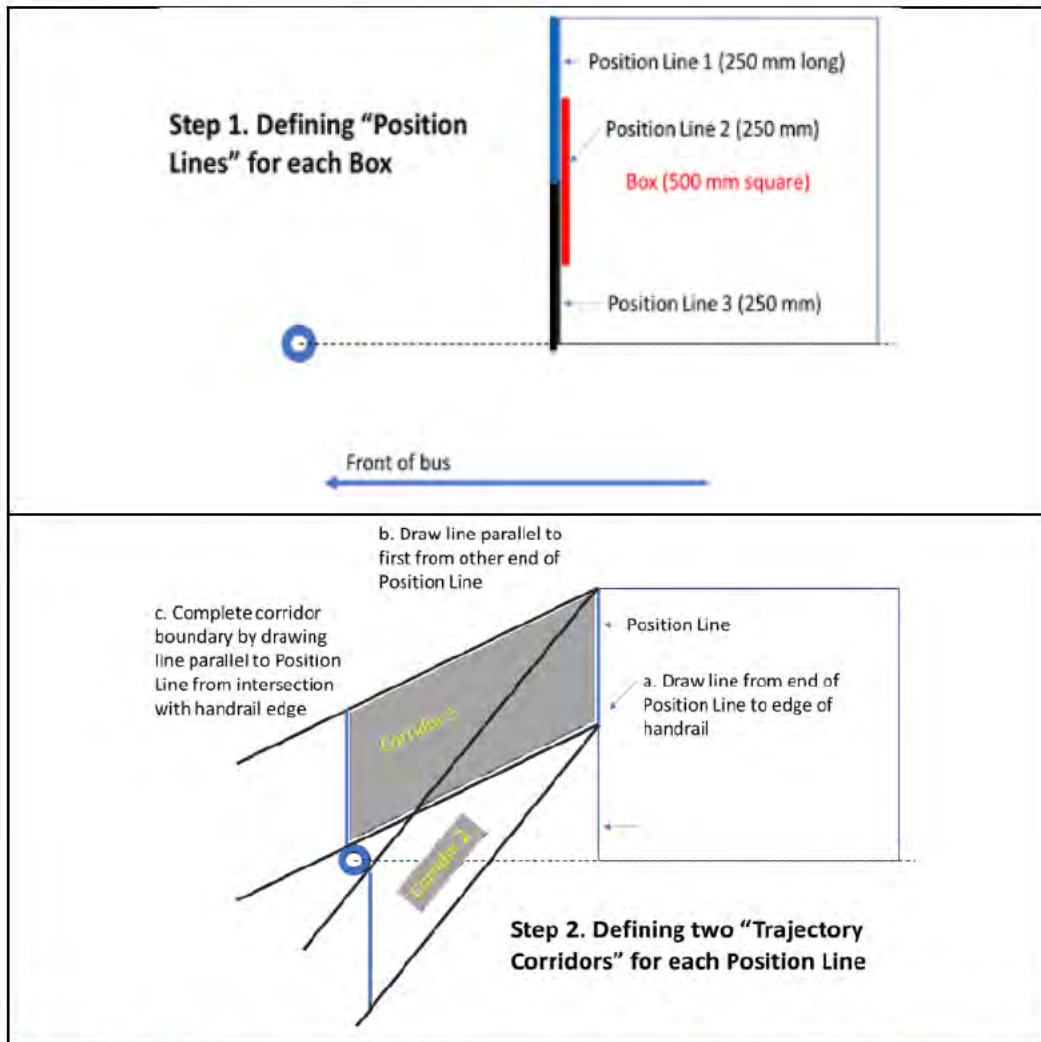 Step 1. Defining “Position
Lines” for each Box
Position Line 1 (250 mm long)
Position Line 2 (250 mm)
Box (500 mm square)
Position Line 3 (250 mm)
Front of bus
b. Draw line parallel to
first from other end of
Position Line
c. Complete corridor
boundary by drawing
line parallel to Position
Line from intersection
with handrail edge
Position Line
a. Draw line from end of
Position Line to edge of
handrail
Corridor 1
Corridor 2
Step 2. Defining two “Trajectory
Corridors” for each Position Line